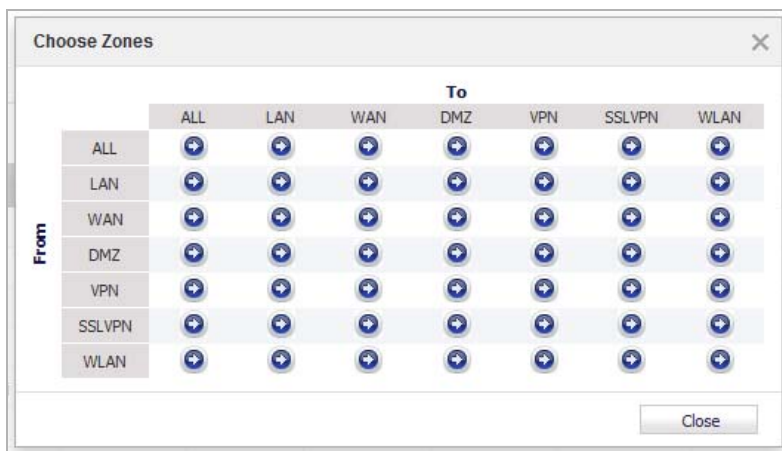 Choose Zones
To
ALL LAN WAN DMZ VPN SSLVPN WLAN
From
ALL
LAN
WAN
DMZ
VPN
SSLVPN
WLAN
Close